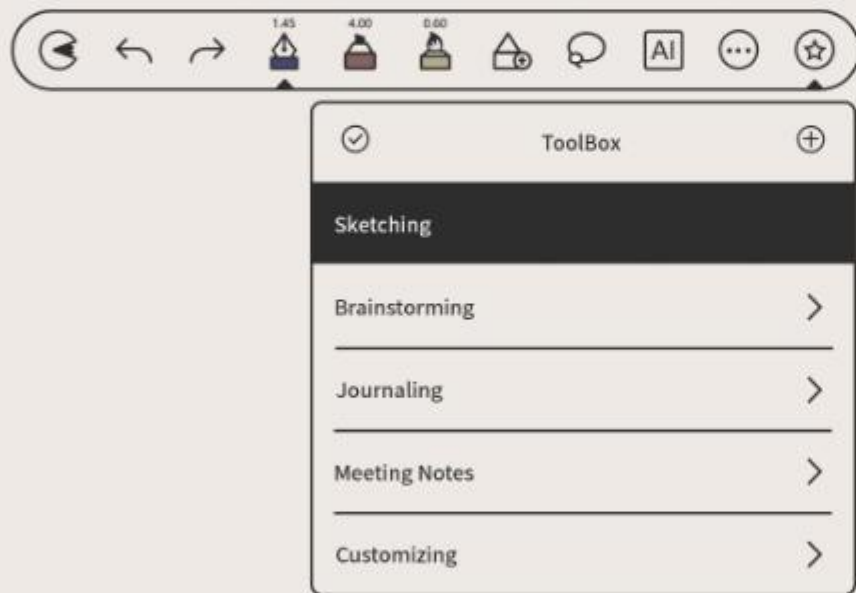 1.45 4.00 0.60
AI
ToolBox
Sketching
Brainstorming
Journaling
Meeting Notes
Customizing